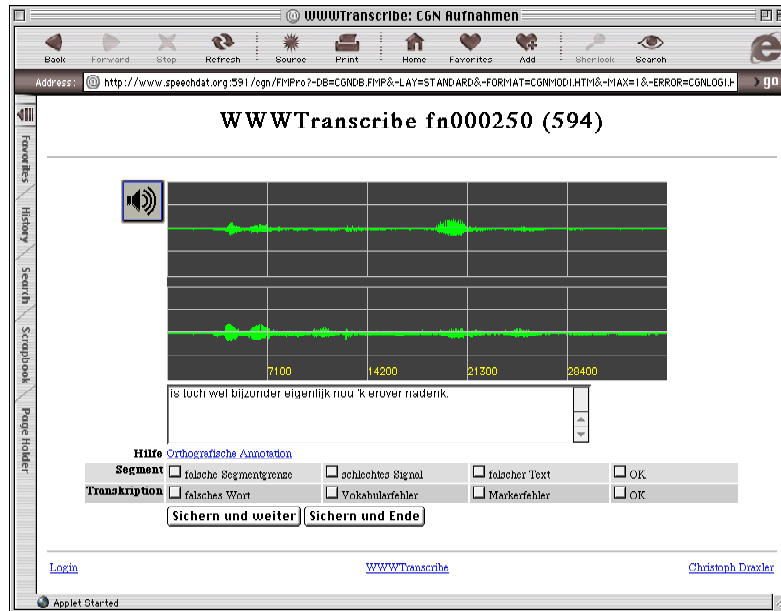 @ WWWTranscribe: CGN Aufnahmen
Back Forward Stop Refresh Source Print Home Favorites Add Sherlock Search
Address: @ http://www.speechdat.org:591/cgn/FMPro?-DB=CGNDB.FMP&-LAY=STANDARD&-FORMAT=CGNMODI.HTM&-MAX=1&-ERROR=CGNLOGI.H go
Favorites
History
Search
Scrapbook
Page Holder
WWWTranscribe fn000250 (594)
7100 14200 21300 28400
is toch wel bijzonder eigenlijk nou 'k erover nadenk.
Hilfe Orthografische Annotation
Segment falsche Segmentgrenze schlechtes Signal falscher Text OK
Transkription falsches Wort Vokabularfehler Markerfehler OK
Sichern und weiter Sichern und Ende
Login WWWTranscribe Christoph Draxler
Applet Started